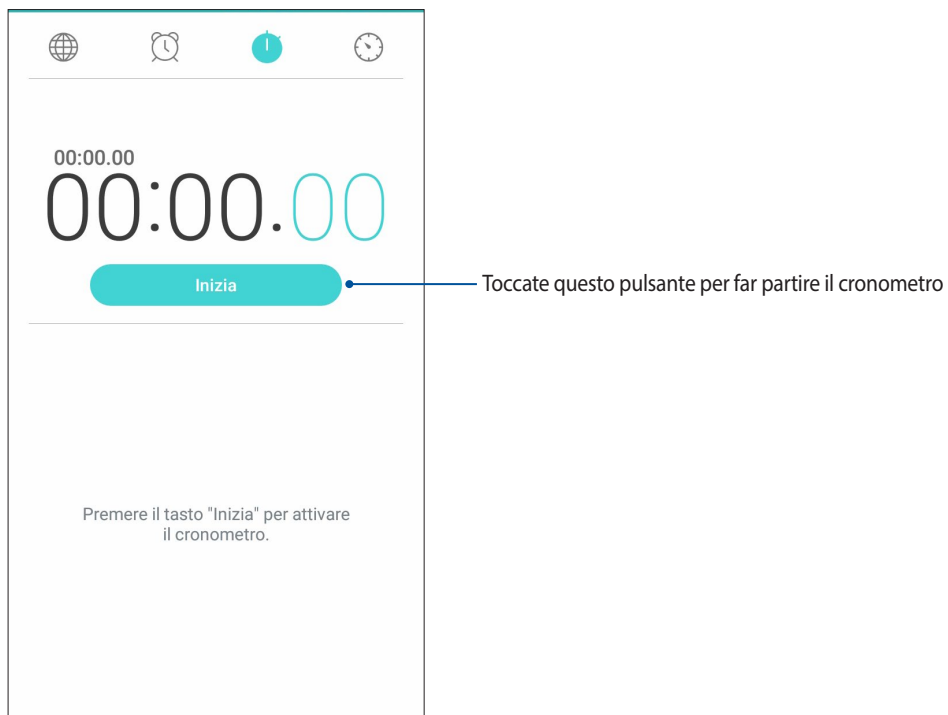 00:00.00
00:00.00
Inizia
Toccate questo pulsante per far partire il cronometro
Premere il tasto "Inizia" per attivare
il cronometro.